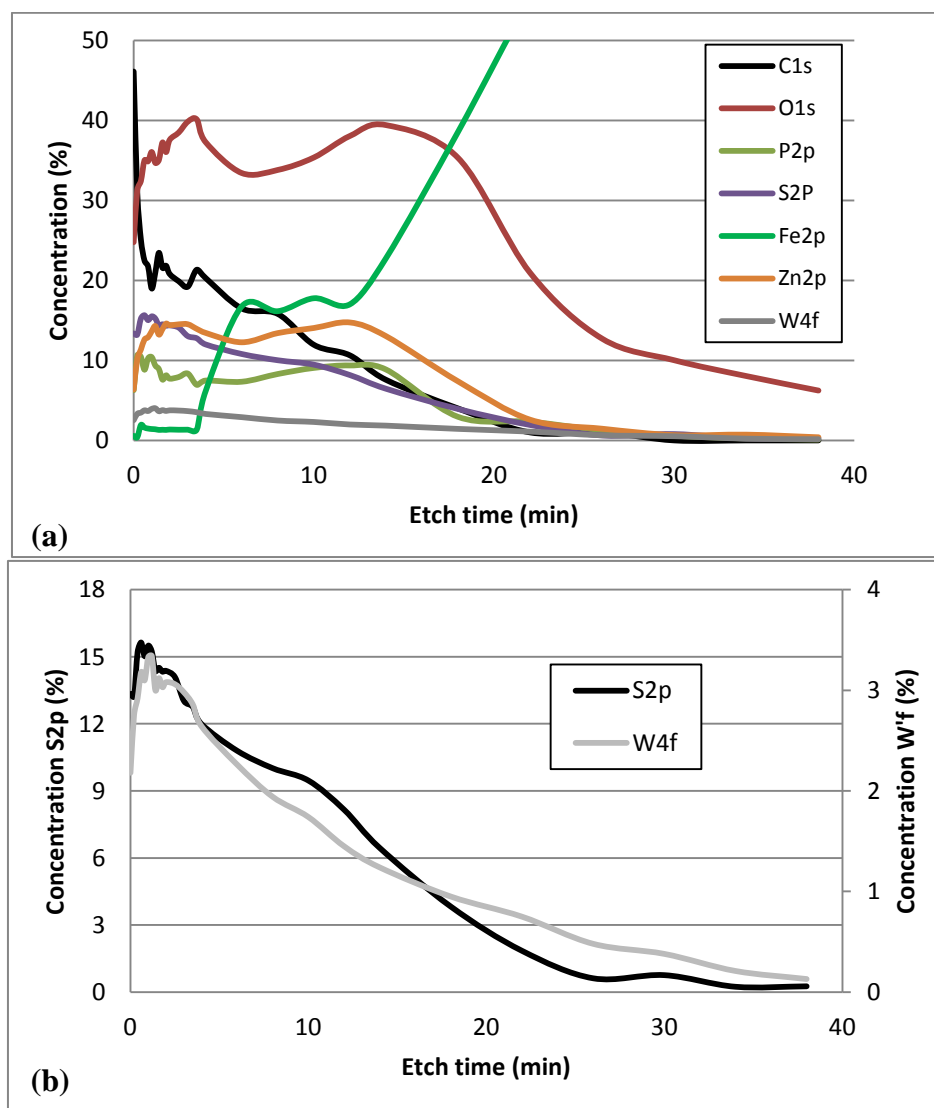 50
40
30
20
10
0
Concentration (%)
C1s
O1s
P2p
S2P
Fe2p
Zn2p
W4f
0 10 20 30 40
Etch time (min)
(a)
18
15
12
9
6
3
0
Concentration S2p (%)
S2p
W4f
4
3
2
1
0
Concentration W'f (%)
0 10 20 30 40
Etch time (min)
(b)